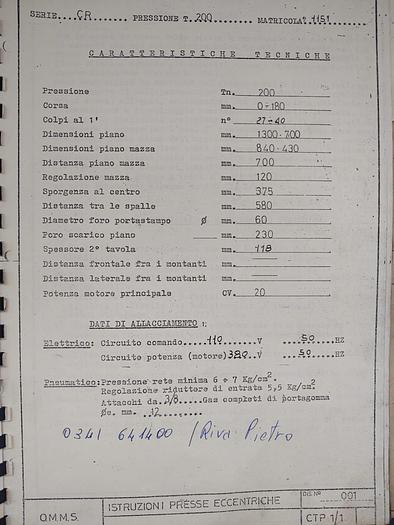 SERIE....CR........ PRESSIONE T. 200....... MATRICOLA° 1151...
CARATTERISTICHE TECNICHE
Pressione Tn. 200
Corsa mm. 0÷180
Colpi al 1' n° 27-40
Dimensioni piano mm. 1300·700
Dimensioni piano mazza mm. 840·430
Distanza piano mazza mm. 700
Regolazione mazza mm. 120
Sporgenza al centro mm. 375
Distanza tra le spalle mm. 580
Diametro foro portastampo Ø mm. 60
Foro scarico piano mm. 230
Spessore 2° tavola mm. 118
Distanza frontale fra i montanti mm.
Distanza laterale fra i montanti mm.
Potenza motore principale CV. 20
DATI DI ALLACCIAMENTO :
Elettrico: Circuito comando....110......V ....50....HZ
Circuito potenza (motore)380.V ....50....HZ
Pneumatico: Pressione rete minima 6 ÷ 7 Kg/cm².
Regolazione riduttore di entrata 5,5 Kg/cm²
Attacchi da.3/8.....Gas completi di portagomma
Øe. mm. .12........
0341 641400 /Riva Pietro
O.M.M.S. ISTRUZIONI PRESSE ECCENTRICHE DIS. N° 001
CTP 1/1